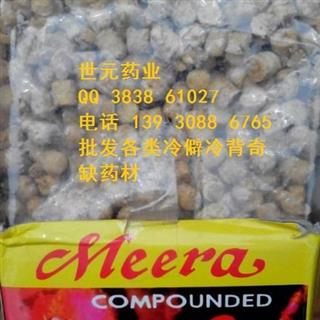 世元药业
QQ 3838 61027
电话 139 3088 6765
批发各类冷僻冷背奇
缺药材
Meera
COMPOUNDED